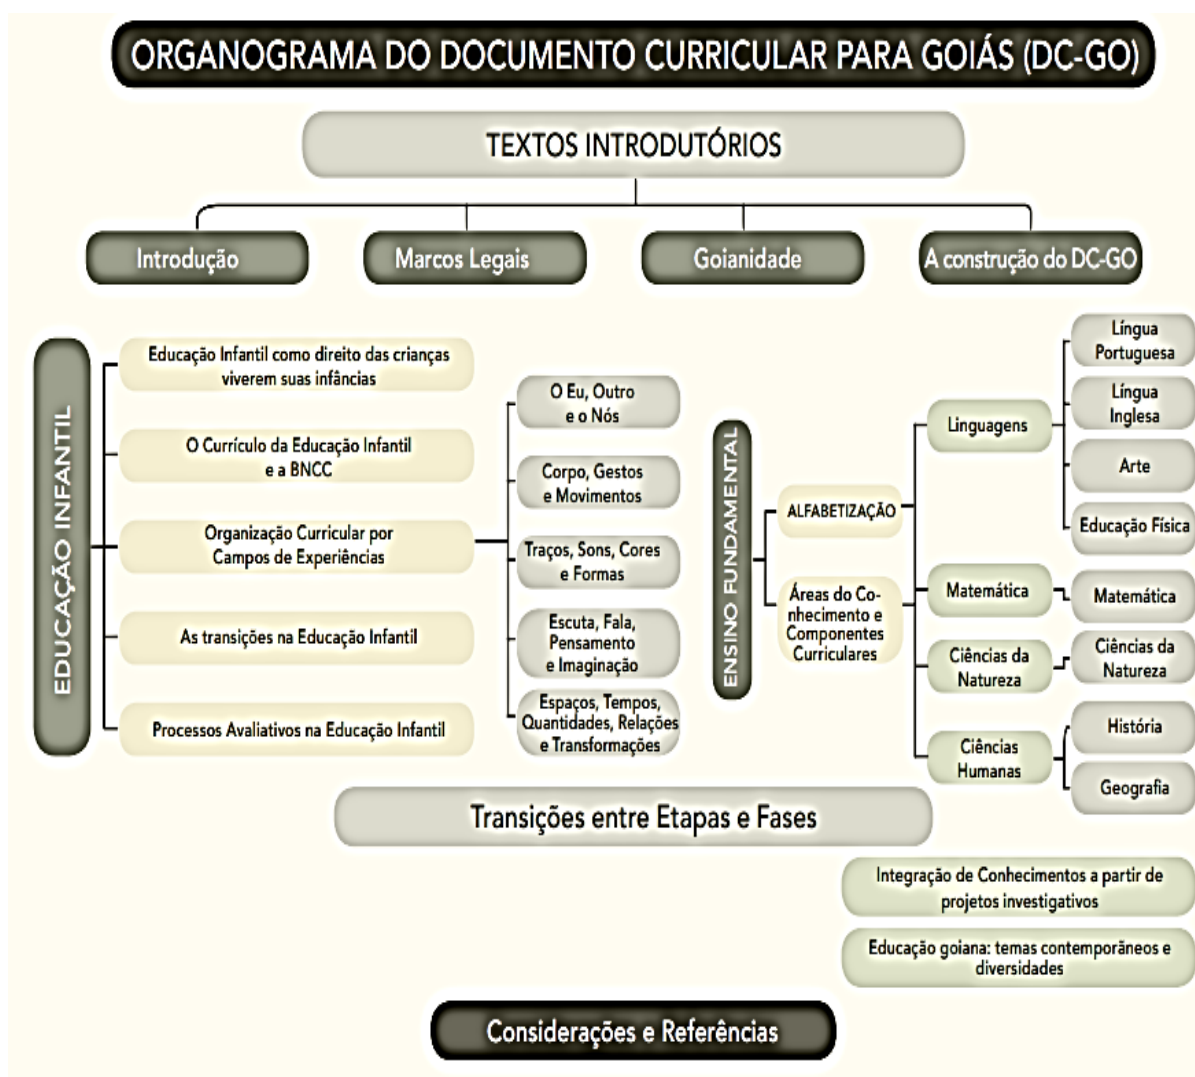 ORGANOGRAMA DO DOCUMENTO CURRICULAR PARA GOIÁS (DC-GO)
TEXTOS INTRODUTÓRIOS
Introdução
Marcos Legais
Goianidade
A construção do DC-GO
EDUCAÇÃO INFANTIL
Educação Infantil como direito das crianças
viverem suas infâncias
O Currículo da Educação Infantil
e a BNCC
Organização Curricular por
Campos de Experiências
As transições na Educação Infantil
Processos Avaliativos na Educação Infantil
O Eu, Outro
e o Nós
Corpo, Gestos
e Movimentos
Traços, Sons, Cores
e Formas
Escuta, Fala,
Pensamento
e Imaginação
Espaços, Tempos,
Quantidades, Relações
e Transformações
ENSINO FUNDAMENTAL
ALFABETIZAÇÃO
Áreas do Co-
nhecimento e
Componentes
Curriculares
Linguagens
Língua
Portuguesa
Língua
Inglesa
Arte
Educação Física
Matemática
Matemática
Ciências da
Natureza
Ciências da
Natureza
Ciências
Humanas
História
Geografia
Transições entre Etapas e Fases
Integração de Conhecimentos a partir de
projetos investigativos
Educação goiana: temas contemporâneos e
diversidades
Considerações e Referências